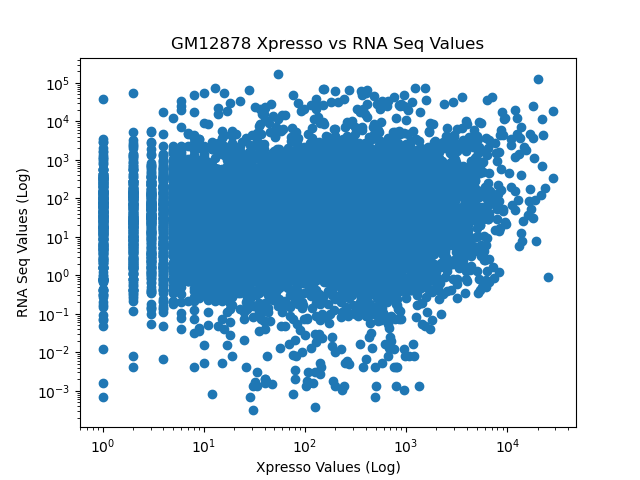 GM12878 Xpresso vs RNA Seq Values
RNA Seq Values (Log)
10⁵
10⁴
10³
10²
10¹
10⁰
10⁻¹
10⁻²
10⁻³
10⁰ 10¹ 10² 10³ 10⁴
Xpresso Values (Log)